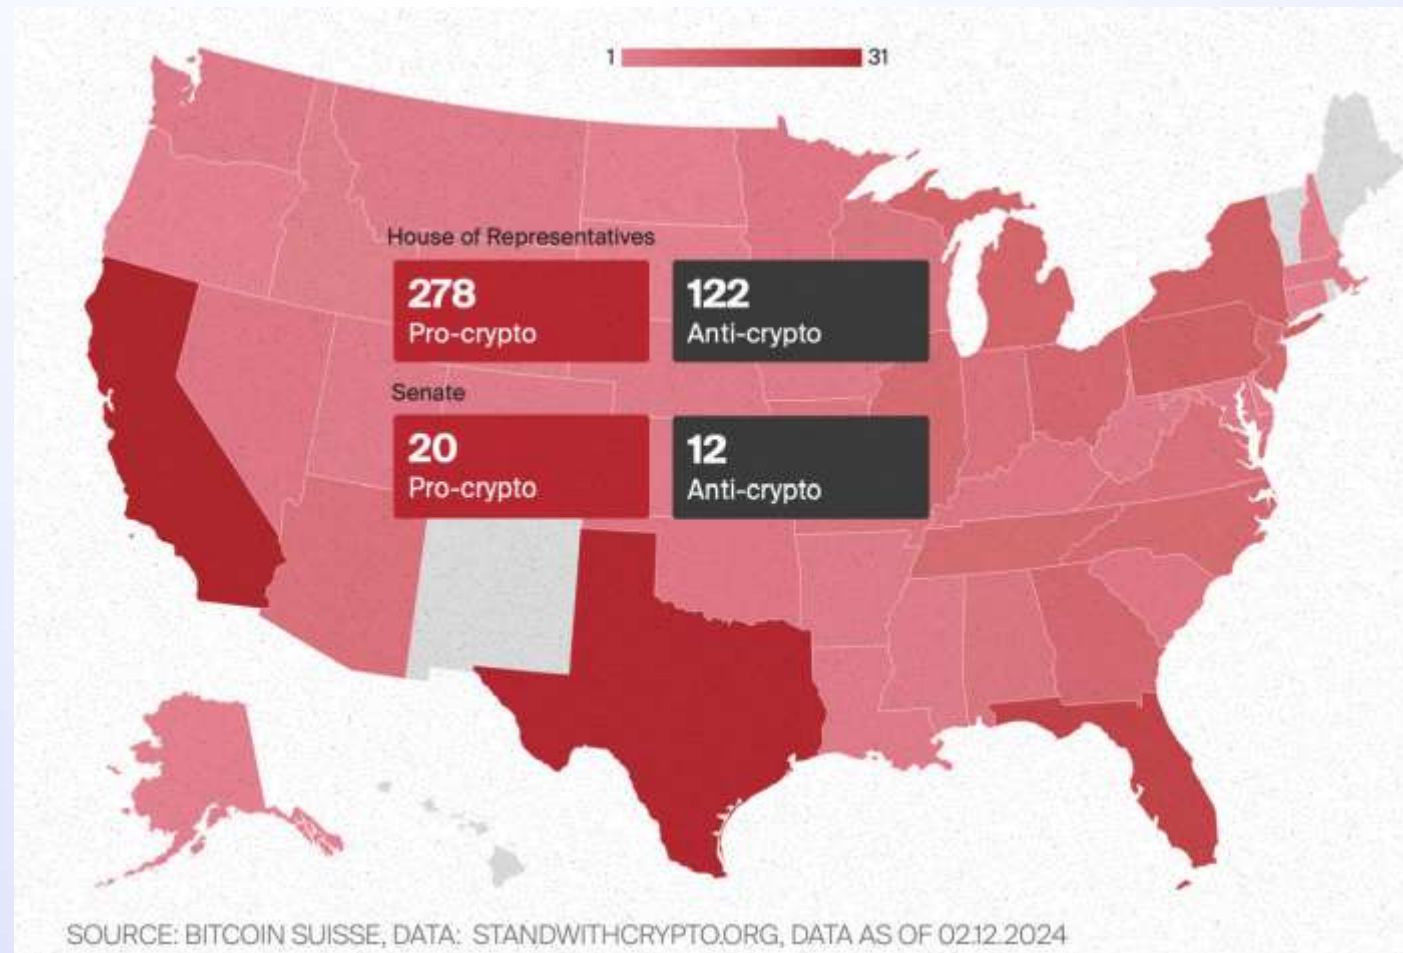 1 31
House of Representatives
278 122
Pro-crypto Anti-crypto
Senate
20 12
Pro-crypto Anti-crypto
SOURCE: BITCOIN SUISSE, DATA: STANDWITHCRYPTO.ORG, DATA AS OF 02.12.2024